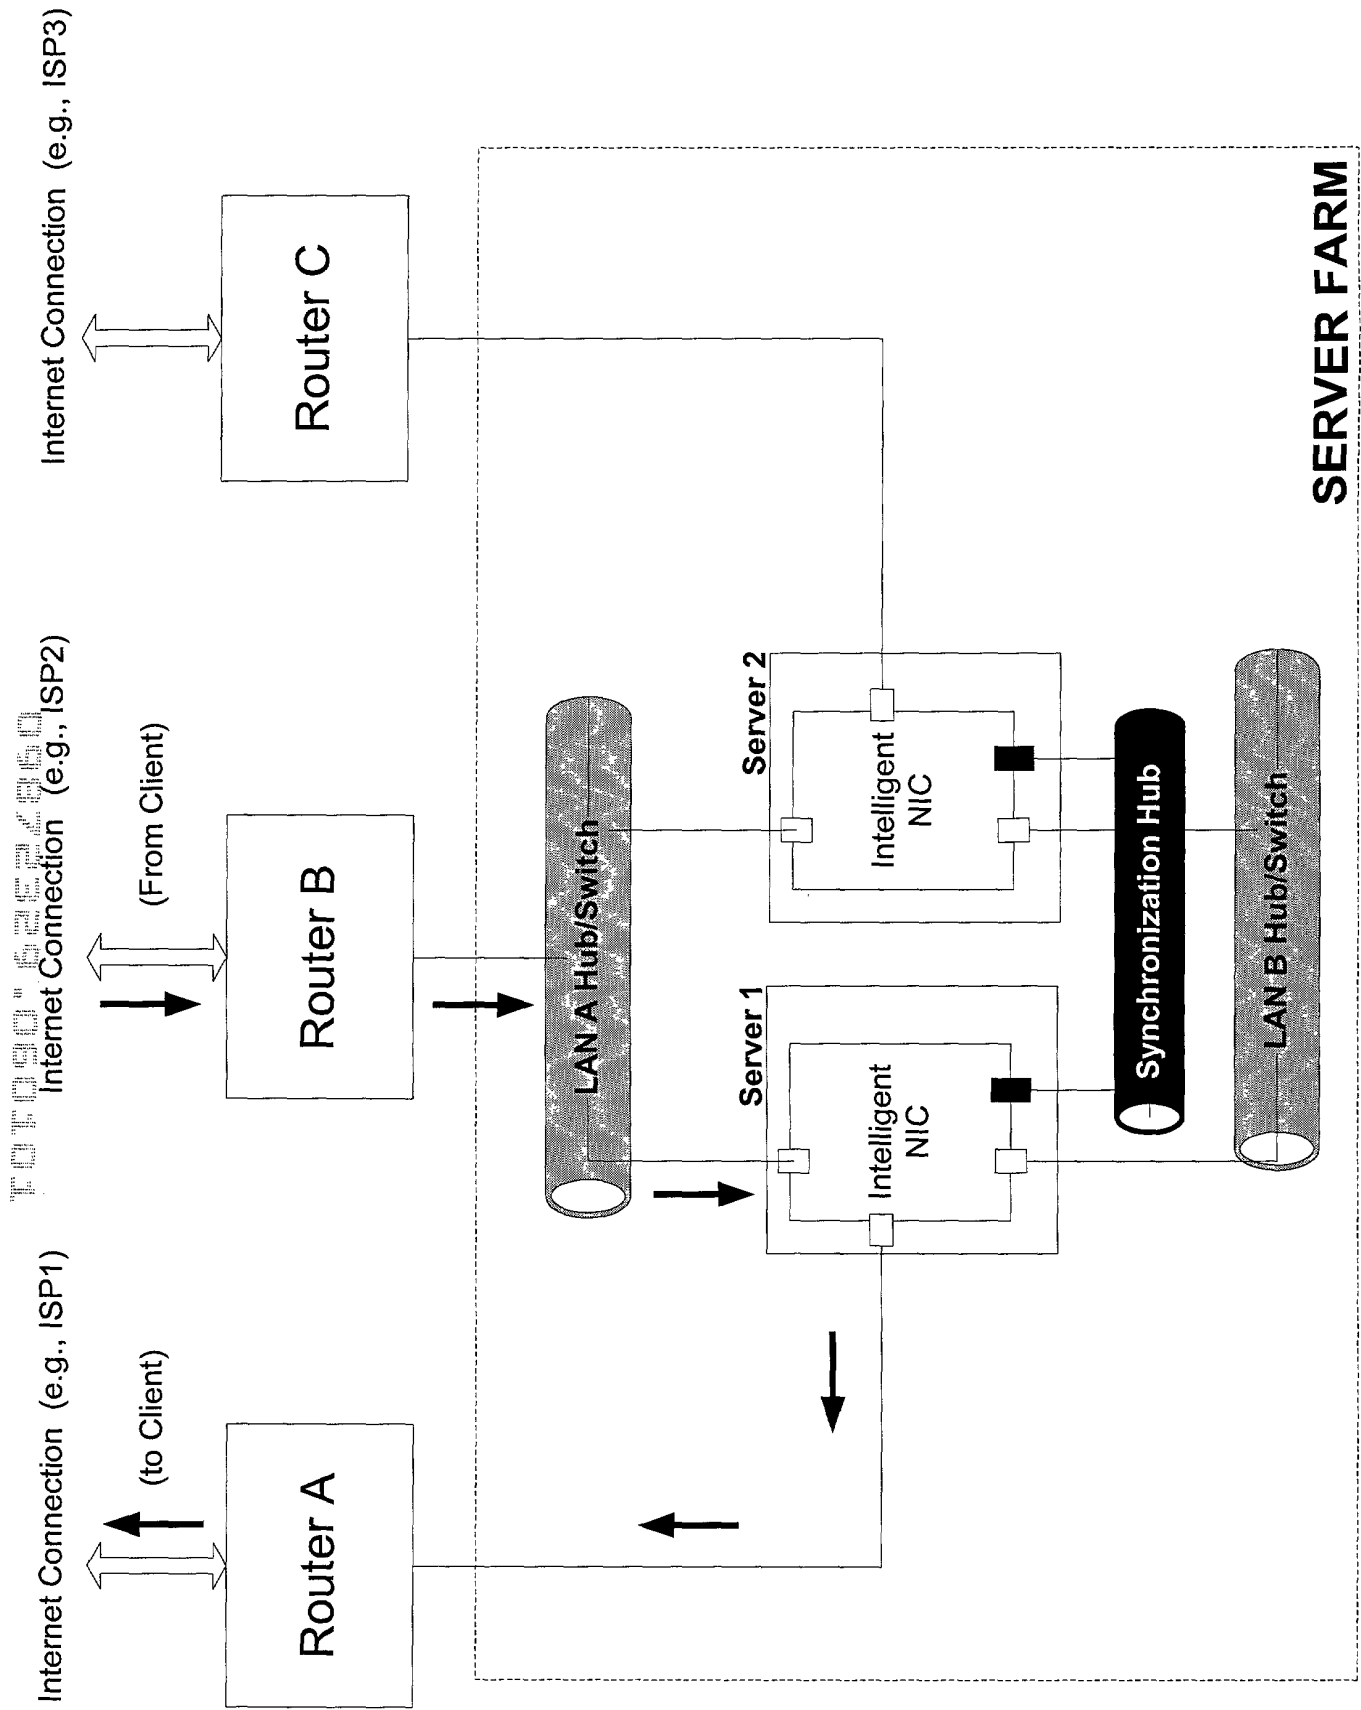 Internet Connection (e.g., ISP1)
(to Client)
Router A
Internet Connection (e.g., ISP2)
(From Client)
Router B
Internet Connection (e.g., ISP3)
Router C
LAN A Hub/Switch
Server 1
Intelligent
NIC
Server 2
Intelligent
NIC
Synchronization Hub
LAN B Hub/Switch
SERVER FARM